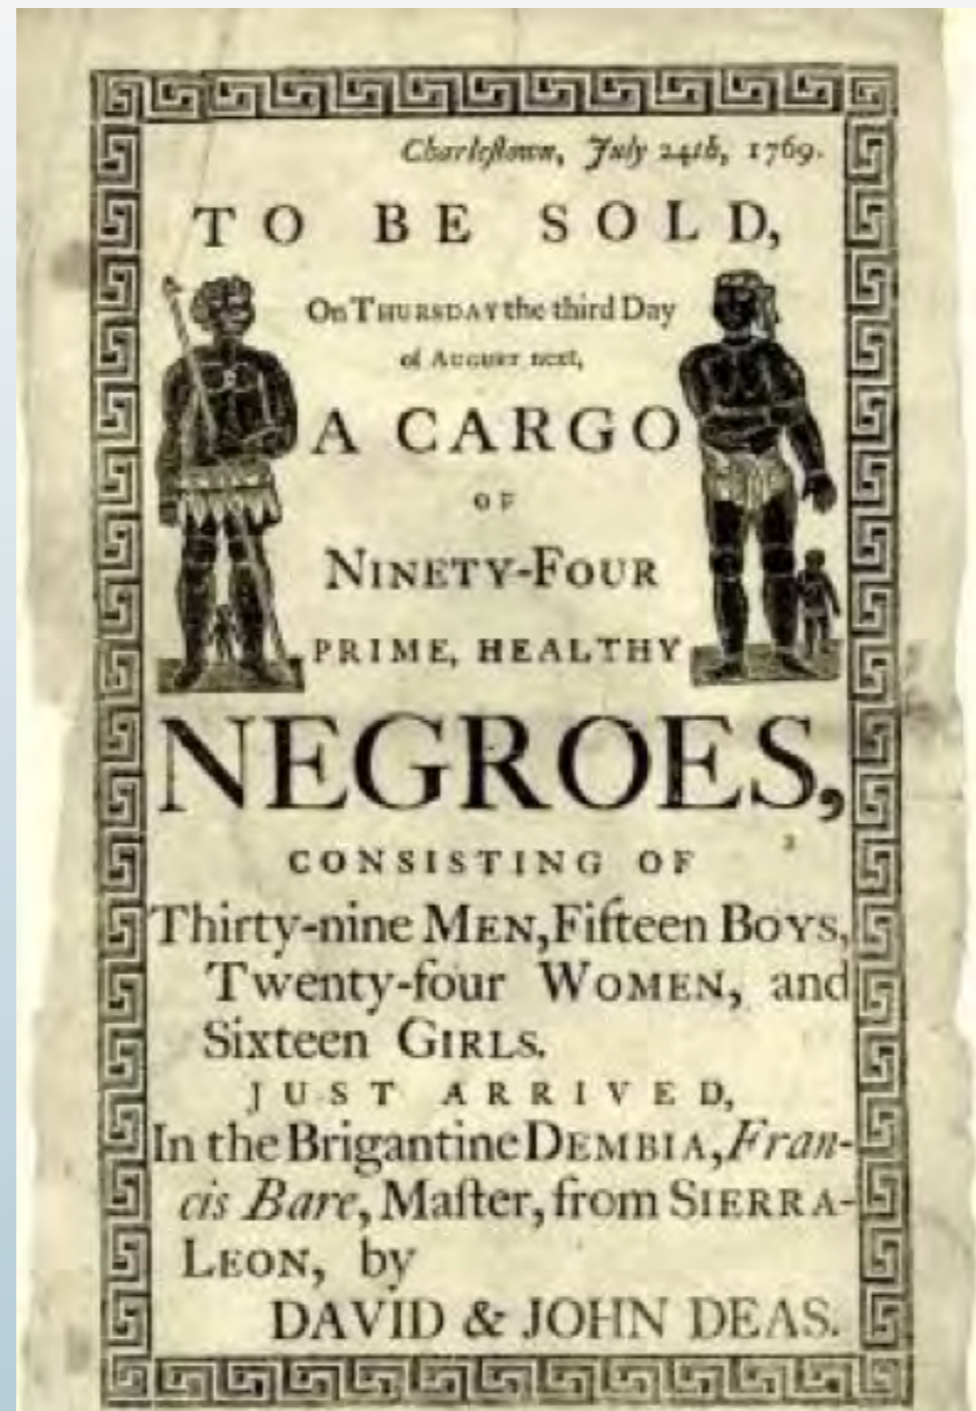 Charleſtown, July 24th, 1769.
TO BE SOLD,
On THURSDAY the third Day
of AUGUST next,
A CARGO
OF
NINETY-FOUR
PRIME, HEALTHY
NEGROES,
CONSISTING OF
Thirty-nine MEN, Fifteen BOYS,
Twenty-four WOMEN, and
Sixteen GIRLS.
JUST ARRIVED,
In the Brigantine DEMBIA, Fran-
cis Bare, Maſter, from SIERRA-
LEON, by
DAVID & JOHN DEAS.